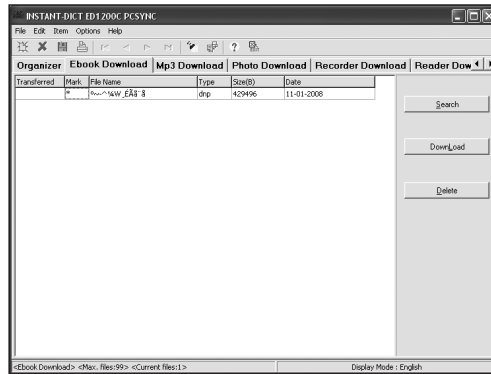 INSTANT-DICT ED1200C PCSYNC
File Edit Item Options Help
Organizer Ebook Download Mp3 Download Photo Download Recorder Download Reader Dow
Transferred Mark File Name Type Size(B) Date
* dnp 429496 11-01-2008
Search
DownLoad
Delete
<Ebook Download> <Max. files:99> <Current files:1> Display Mode : English